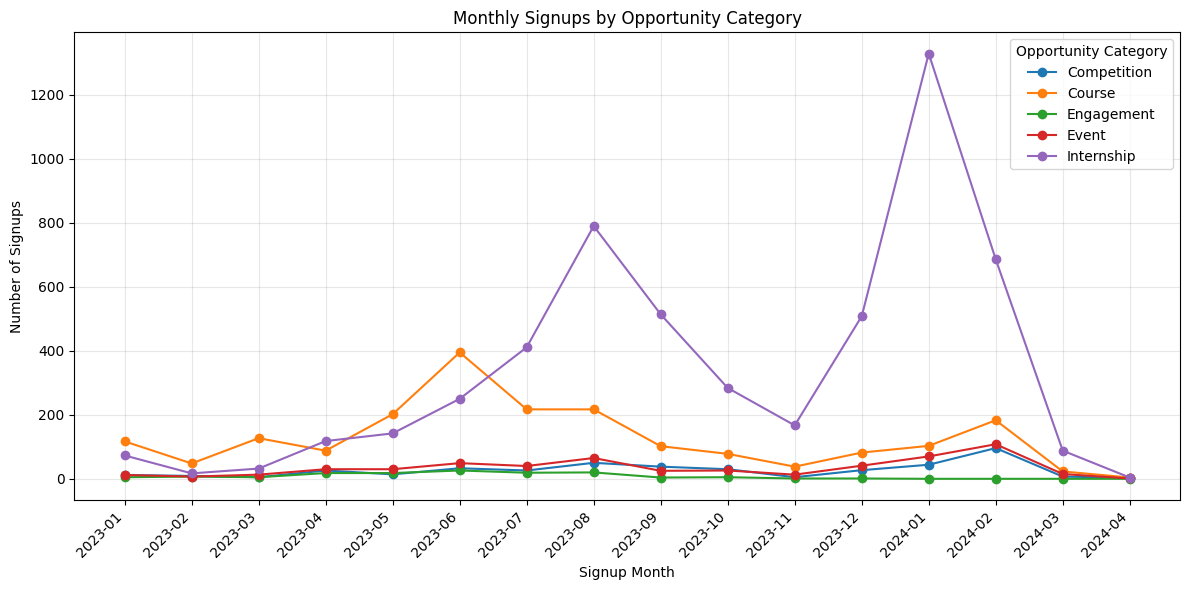 Monthly Signups by Opportunity Category
Opportunity Category
Competition
Course
Engagement
Event
Internship
Number of Signups
1200
1000
800
600
400
200
0
2023-01
2023-02
2023-03
2023-04
2023-05
2023-06
2023-07
2023-08
2023-09
2023-10
2023-11
2023-12
2024-01
2024-02
2024-03
2024-04
Signup Month